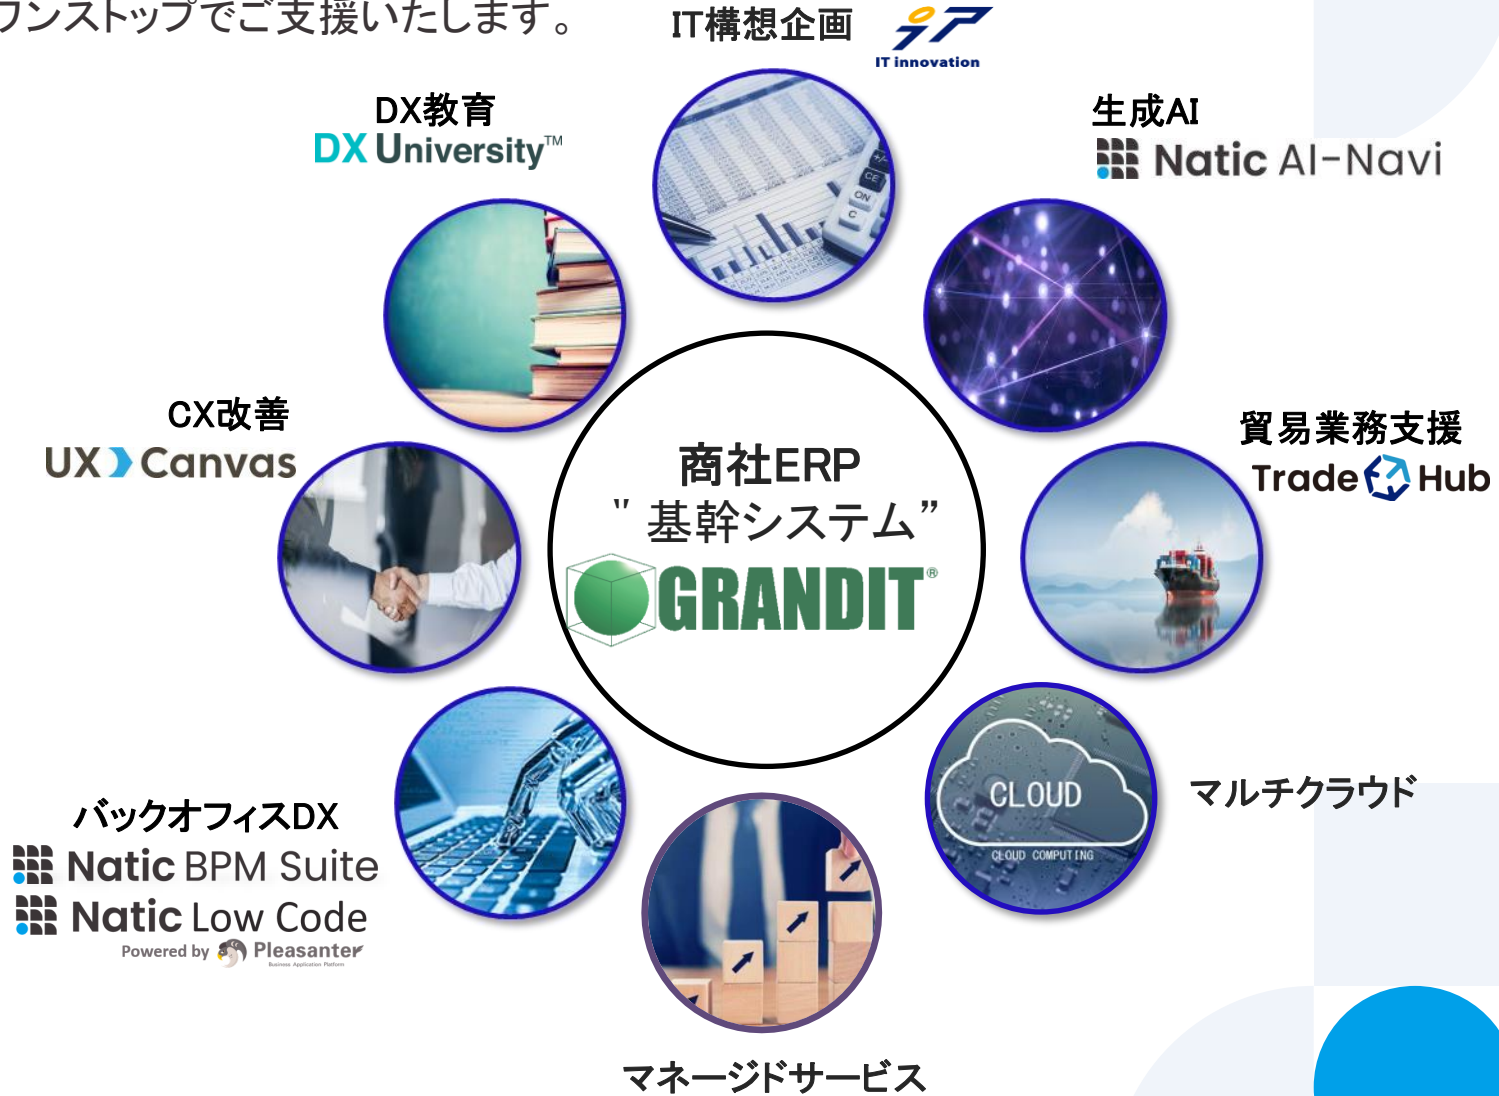 ワンストップでご支援いたします。
IT構想企画
IT innovation
DX教育
DX University™
生成AI
Natic AI-Navi
CX改善
UX Canvas
貿易業務支援
Trade Hub
商社ERP
"基幹システム”
GRANDIT®
CLOUD
CLOUD COMPUTING
マルチクラウド
バックオフィスDX
Natic BPM Suite
Natic Low Code
Powered by Pleasanter
Business Application Platform
マネージドサービス
+/-
CE
ON
C